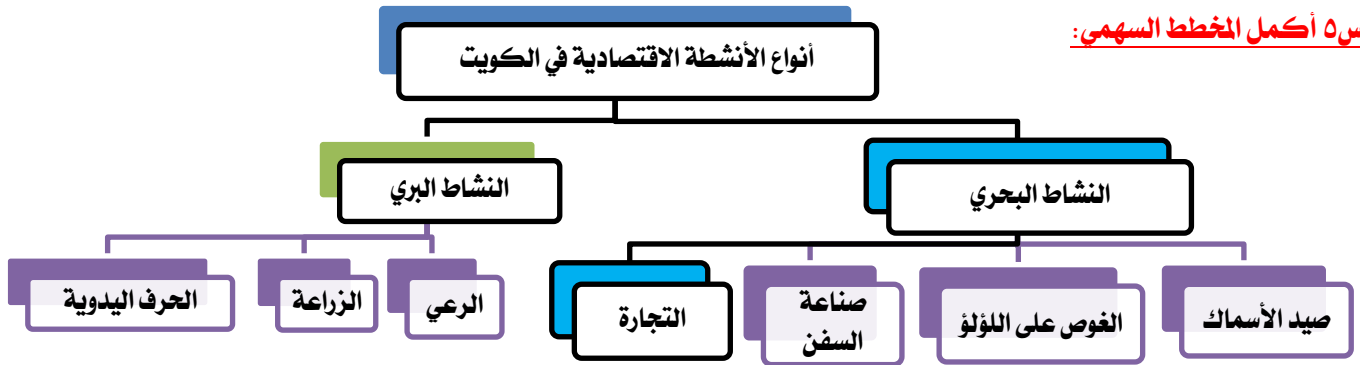 س٥ أكمل المخطط السهمي:
أنواع الأنشطة الاقتصادية في الكويت
النشاط البحري
النشاط البري
صيد الأسماك
الغوص على اللؤلؤ
صناعة
السفن
التجارة
الرعي
الزراعة
الحرف اليدوية